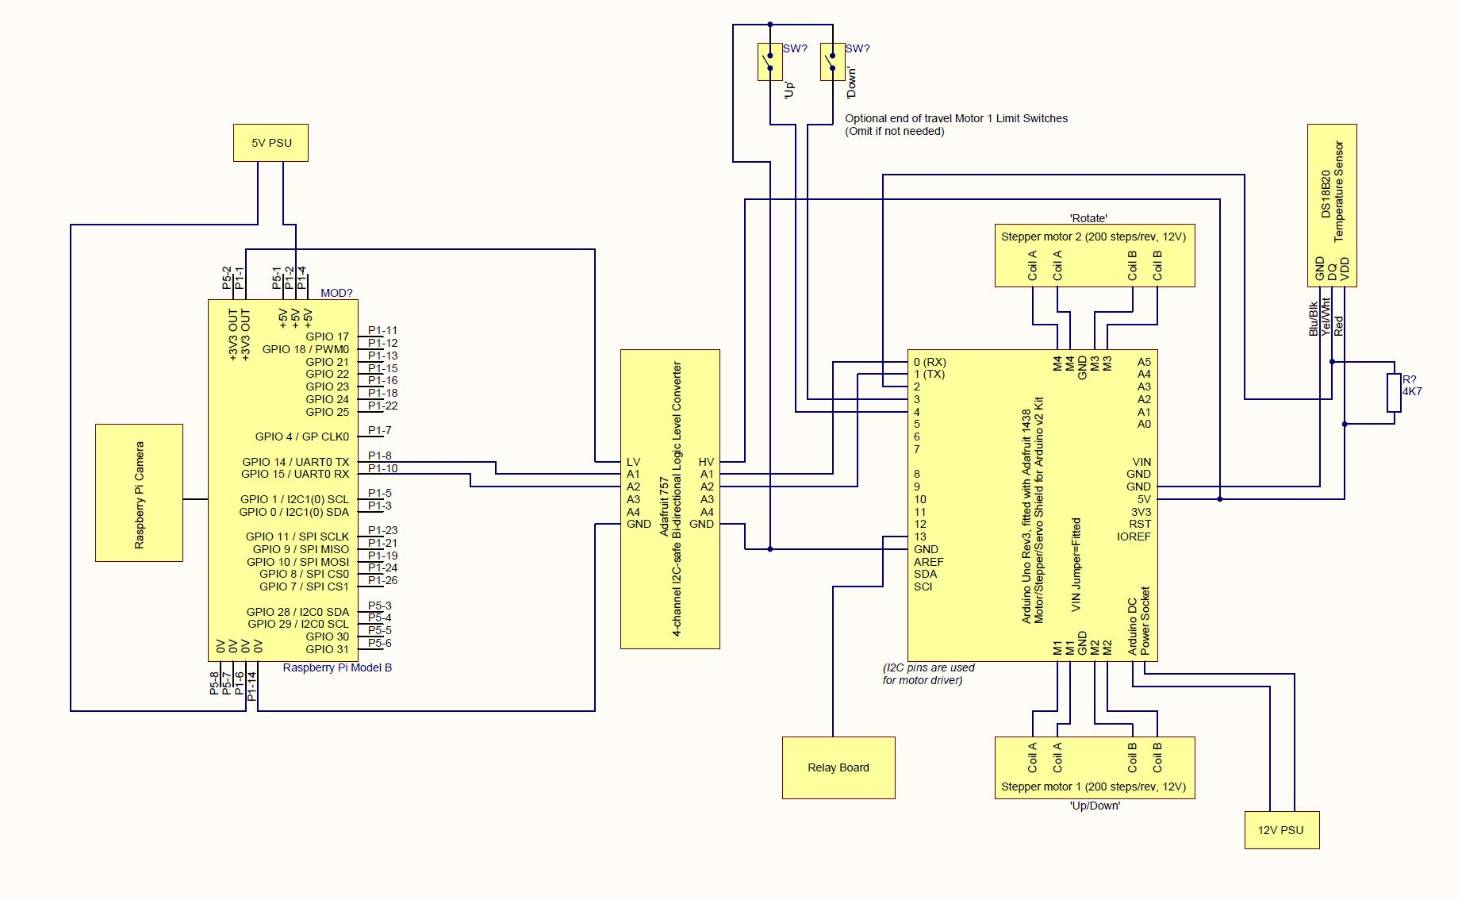 SW?
SW?
'Up'
'Down'
Optional end of travel Motor 1 Limit Switches
(Omit if not needed)
5V PSU
P5-2
P1-1
P5-1
P1-2
P1-4
MOD?
+3V3 OUT
+3V3 OUT
+5V
+5V
+5V
GPIO 17 P1-11
GPIO 18 / PWM0 P1-12
GPIO 21 P1-13
GPIO 22 P1-15
GPIO 23 P1-16
GPIO 24 P1-18
GPIO 25 P1-22
GPIO 4 / GP CLK0 P1-7
GPIO 14 / UART0 TX P1-8
GPIO 15 / UART0 RX P1-10
GPIO 1 / I2C1(0) SCL P1-5
GPIO 0 / I2C1(0) SDA P1-3
GPIO 11 / SPI SCLK P1-23
GPIO 9 / SPI MISO P1-21
GPIO 10 / SPI MOSI P1-19
GPIO 8 / SPI CS0 P1-24
GPIO 7 / SPI CS1 P1-26
GPIO 28 / I2C0 SDA P5-3
GPIO 29 / I2C0 SCL P5-4
GPIO 30 P5-5
GPIO 31 P5-6
0V
0V
0V
0V
P5-8
P5-7
P1-6
P1-14
Raspberry Pi Model B
Raspberry Pi Camera
LV
A1
A2
A3
A4
GND
Adafruit 757
4-channel I2C-safe Bi-directional Logic Level Converter
HV
A1
A2
A3
A4
GND
'Rotate'
Stepper motor 2 (200 steps/rev, 12V)
Coil A
Coil A
Coil B
Coil B
M4
M4
GND
M3
M3
0 (RX)
1 (TX)
2
3
4
5
6
7
8
9
10
11
12
13
GND
AREF
SDA
SCI
Arduino Uno Rev3, fitted with Adafruit 1438
Motor/Stepper/Servo Shield for Arduino v2 Kit
VIN Jumper=Fitted
A5
A4
A3
A2
A1
A0
VIN
GND
GND
5V
3V3
RST
IOREF
M1
M1
GND
M2
M2
Arduino DC
Power Socket
(I2C pins are used
for motor driver)
Relay Board
Coil A
Coil A
Coil B
Coil B
Stepper motor 1 (200 steps/rev, 12V)
'Up/Down'
12V PSU
DS18B20
Temperature Sensor
GND
DQ
VDD
Blu/Blk
Yel/Wht
Red
R?
4K7